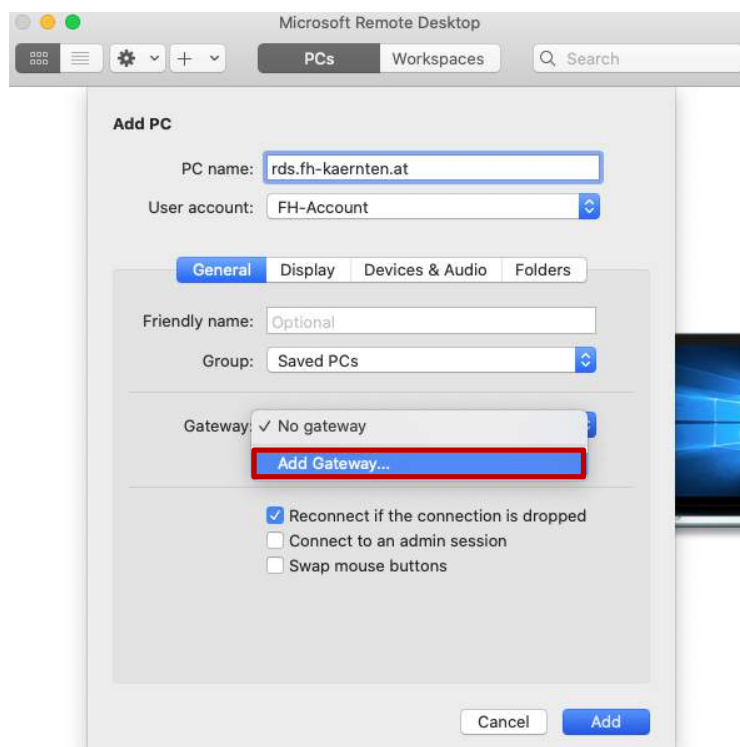 Microsoft Remote Desktop
PCs Workspaces Search
Add PC
PC name: rds.fh-kaernten.at
User account: FH-Account
General Display Devices & Audio Folders
Friendly name: Optional
Group: Saved PCs
Gateway: ✓ No gateway
Add Gateway...
Reconnect if the connection is dropped
Connect to an admin session
Swap mouse buttons
Cancel Add